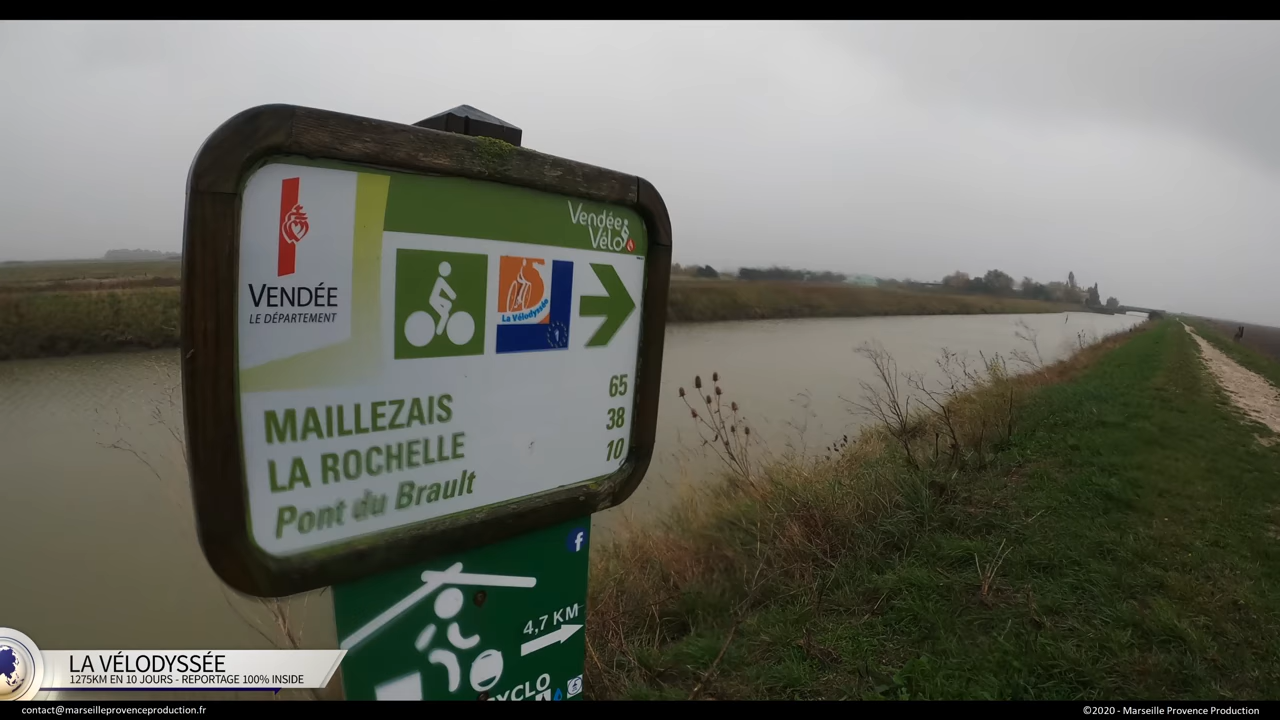 Vendée
Vélo
VENDÉE
LE DÉPARTEMENT
La Vélodyssée
MAILLEZAIS 65
LA ROCHELLE 38
Pont du Brault 10
f
4,7 KM
LA VÉLODYSSÉE
1275KM EN 10 JOURS - REPORTAGE 100% INSIDE
contact@marseilleprovenceproduction.fr
©2020 - Marseille Provence Production